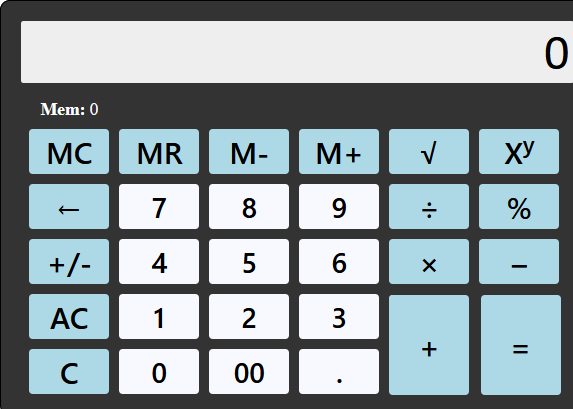 0
Mem: 0
MC MR M- M+ √ Xʸ
← 7 8 9 ÷ %
+/- 4 5 6 × −
AC 1 2 3
C 0 00 . + =